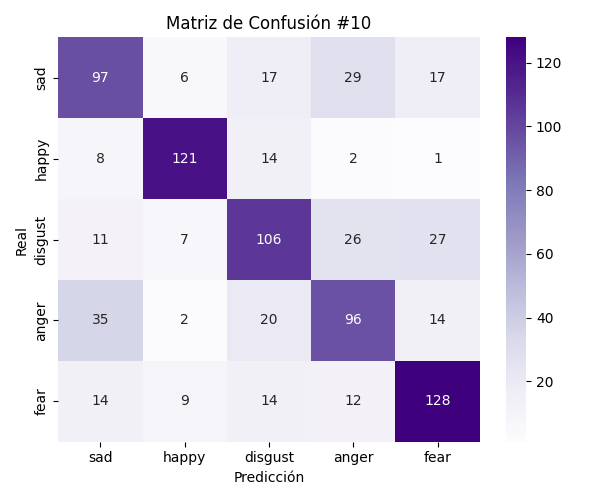 Matriz de Confusión #10
sad 97 6 17 29 17
happy 8 121 14 2 1
disgust 11 7 106 26 27
anger 35 2 20 96 14
fear 14 9 14 12 128
sad happy disgust anger fear
Predicción
Real
120
100
80
60
40
20